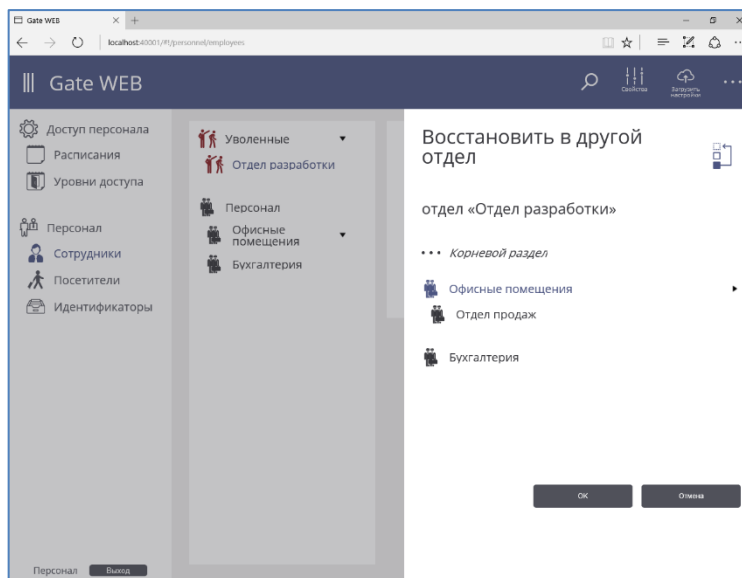 Gate WEB
localhost:40001/#!/personnel/employees
Gate WEB
Свойства
Загрузить
настройки
Доступ персонала
Расписания
Уровни доступа
Персонал
Сотрудники
Посетители
Идентификаторы
Персонал
Выход
Уволенные
Отдел разработки
Персонал
Офисные
помещения
Бухгалтерия
Восстановить в другой
отдел
отдел «Отдел разработки»
Корневой раздел
Офисные помещения
Отдел продаж
Бухгалтерия
ОК
Отмена